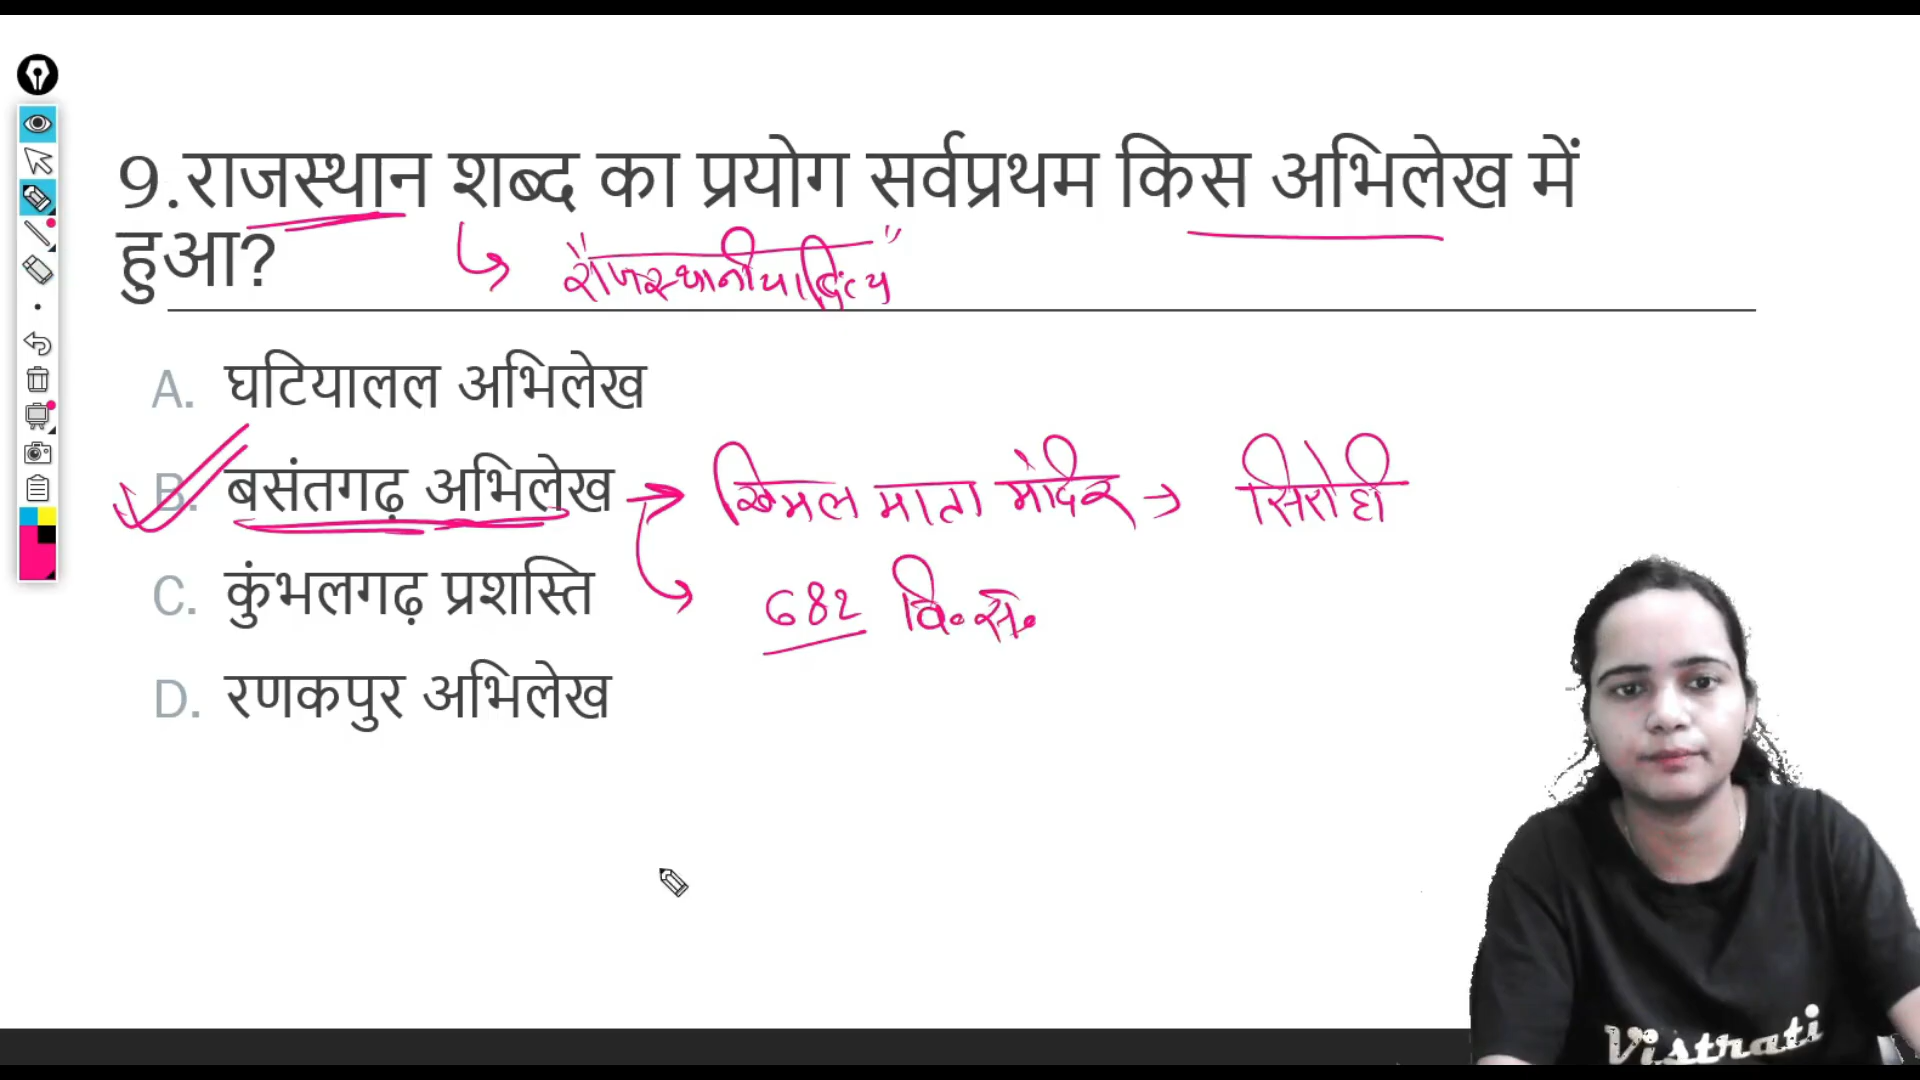 9.राजस्थान शब्द का प्रयोग सर्वप्रथम किस अभिलेख में
हुआ?
"राजस्थानीयादित्य"
A. घटियालल अभिलेख
B. बसंतगढ़ अभिलेख → खिमल माता मंदिर → सिरोही
682 वि.सं.
C. कुंभलगढ़ प्रशस्ति
D. रणकपुर अभिलेख
Vistrati